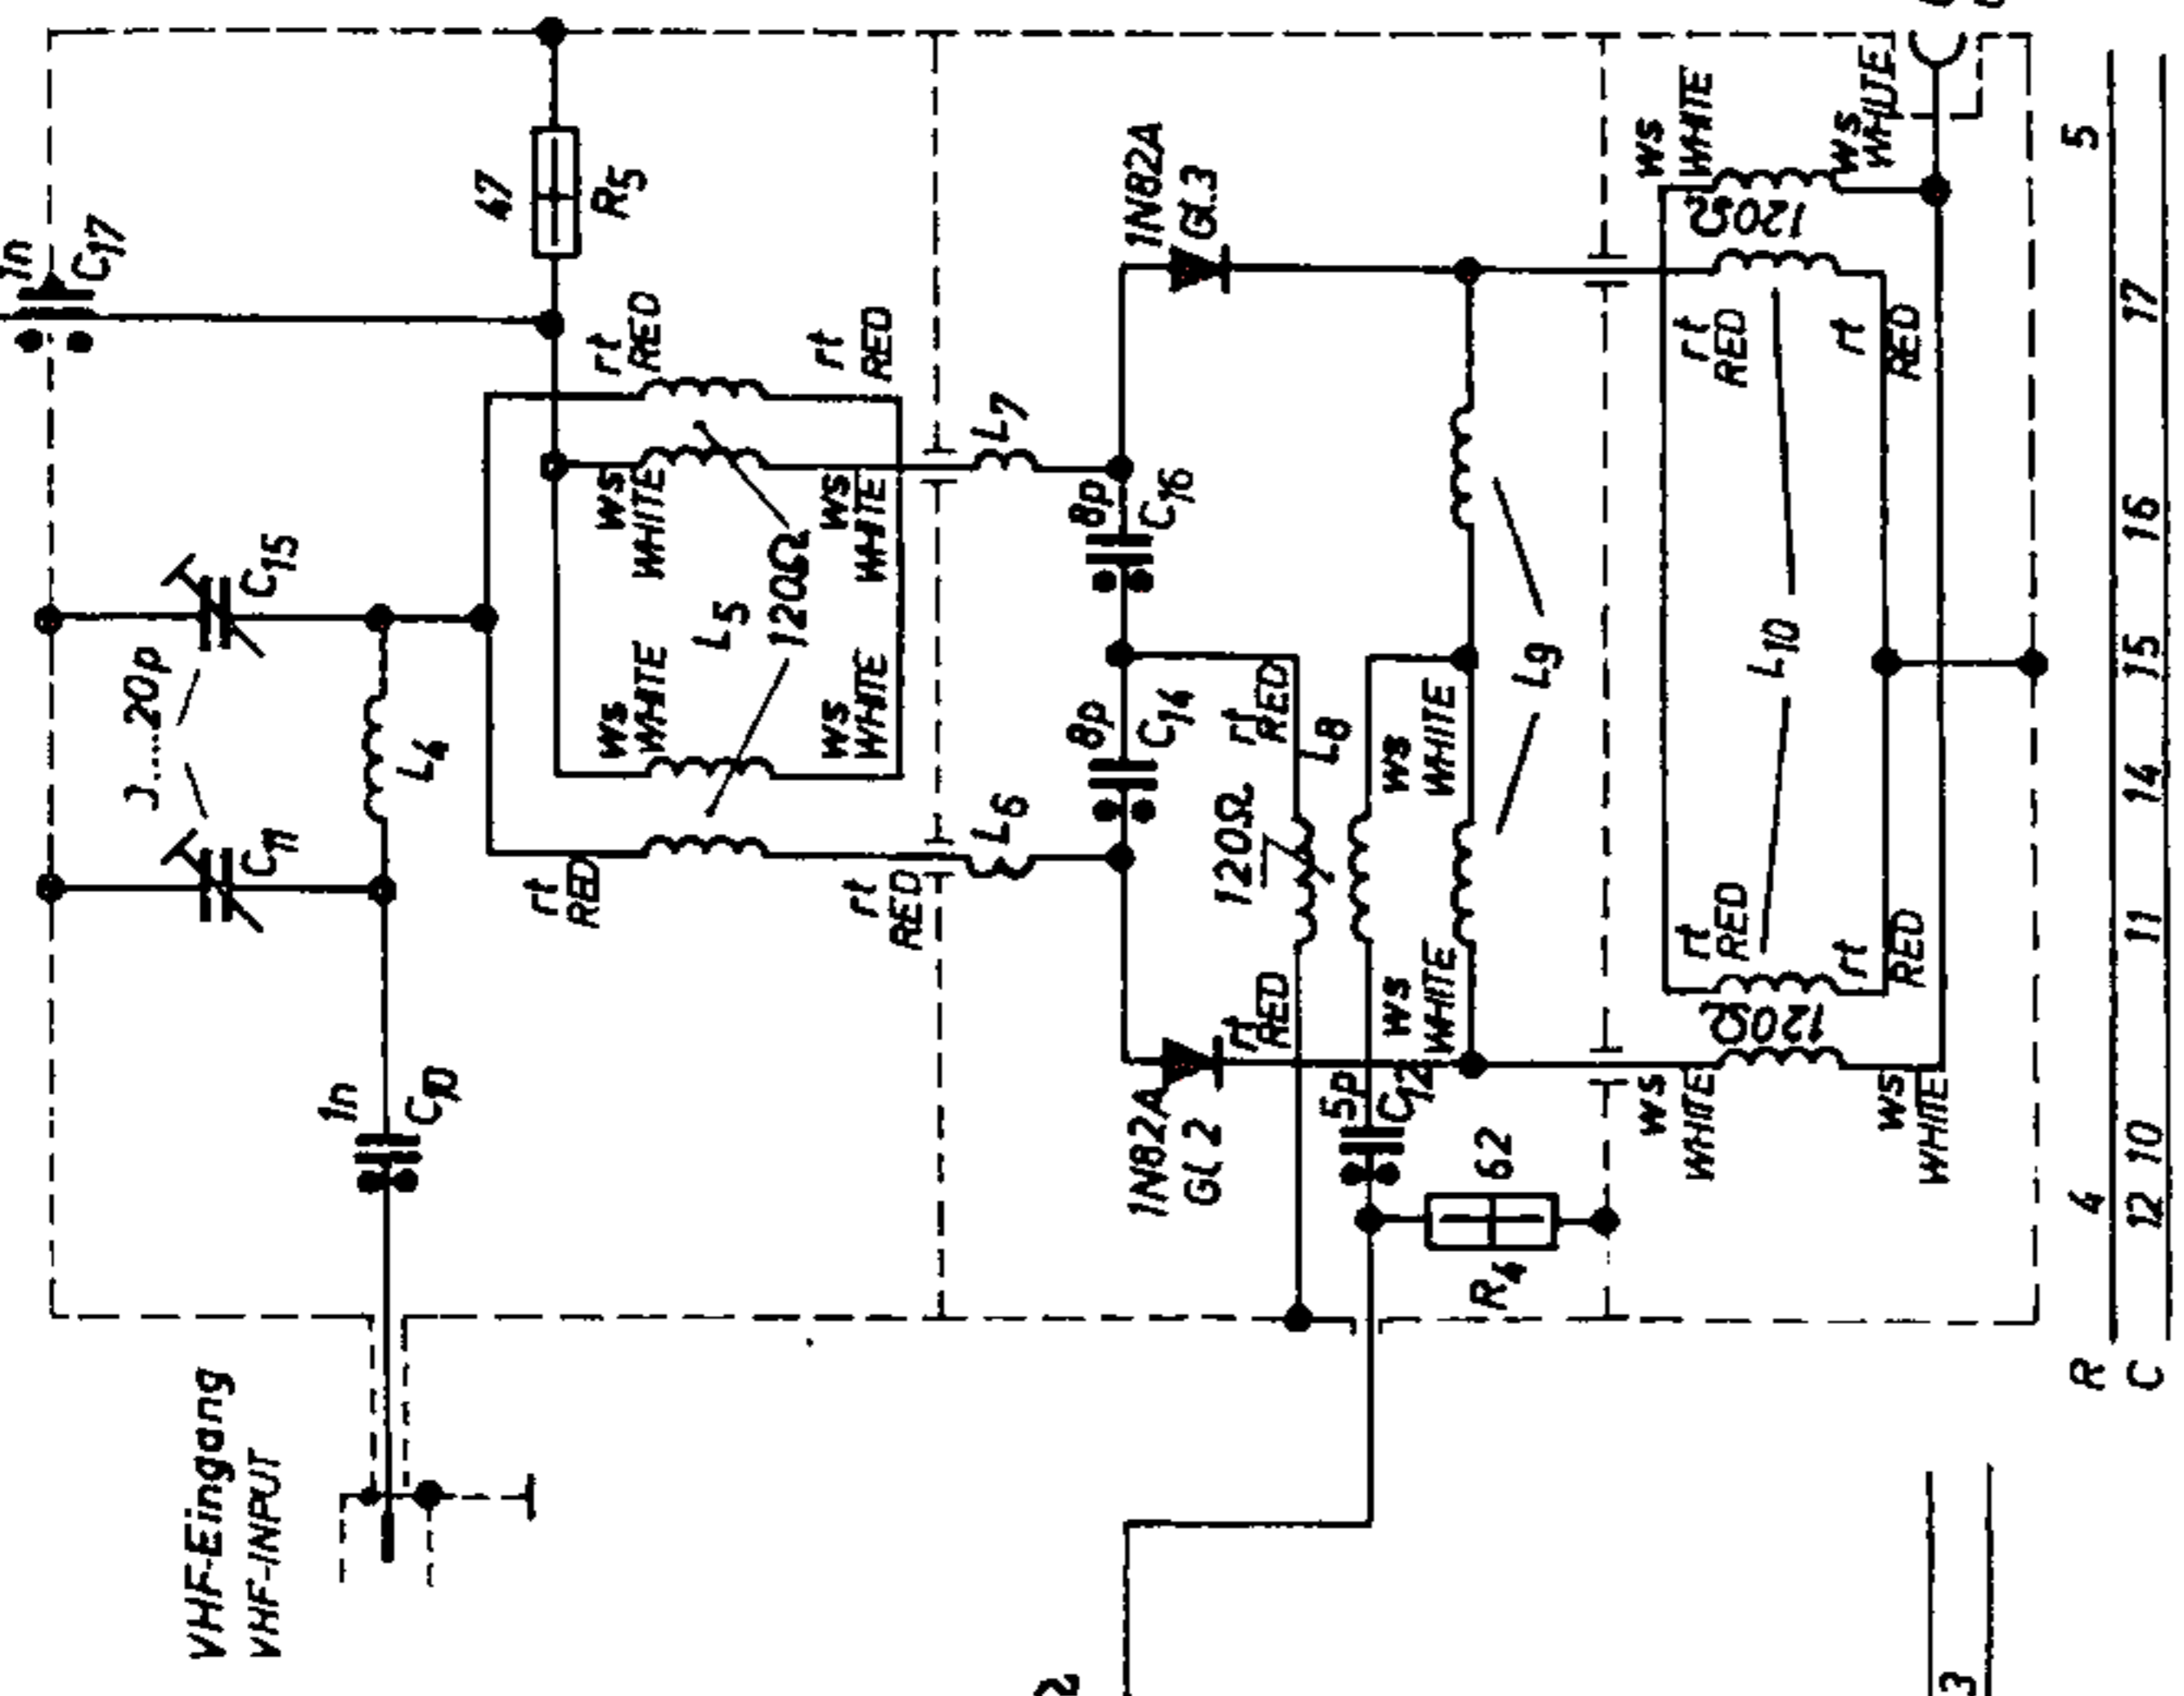 VHF-Eingang
VHF-INPUT
1n
C10
C11
3....20p
C15
L4
1n
C17
47
R5
rt
RED
rt
RED
ws
WHITE
ws
WHITE
L5
120Ω
ws
WHITE
ws
WHITE
rt
RED
rt
RED
L6
L7
8p
C14
8p
C16
1N82A
GL2
1N82A
GL3
120Ω
L8
rt
RED
rt
RED
ws
WHITE
ws
WHITE
5p
C12
62
R4
L9
ws
WHITE
ws
WHITE
120Ω
rt
RED
rt
RED
L10
rt
RED
rt
RED
120Ω
ws
WHITE
ws
WHITE
R 4 5
C 12 10 11 14 15 16 17
2
3